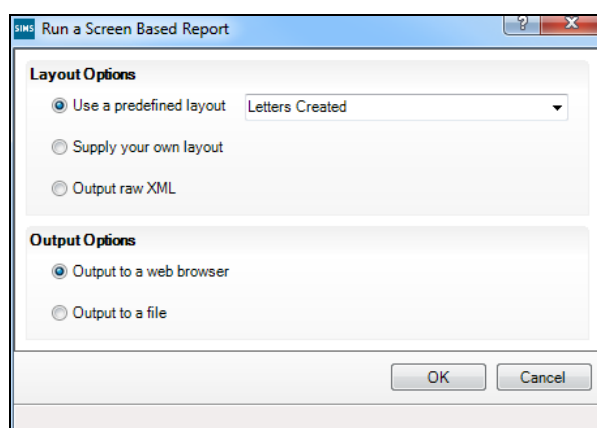 SIMS Run a Screen Based Report
Layout Options
Use a predefined layout Letters Created
Supply your own layout
Output raw XML
Output Options
Output to a web browser
Output to a file
OK Cancel